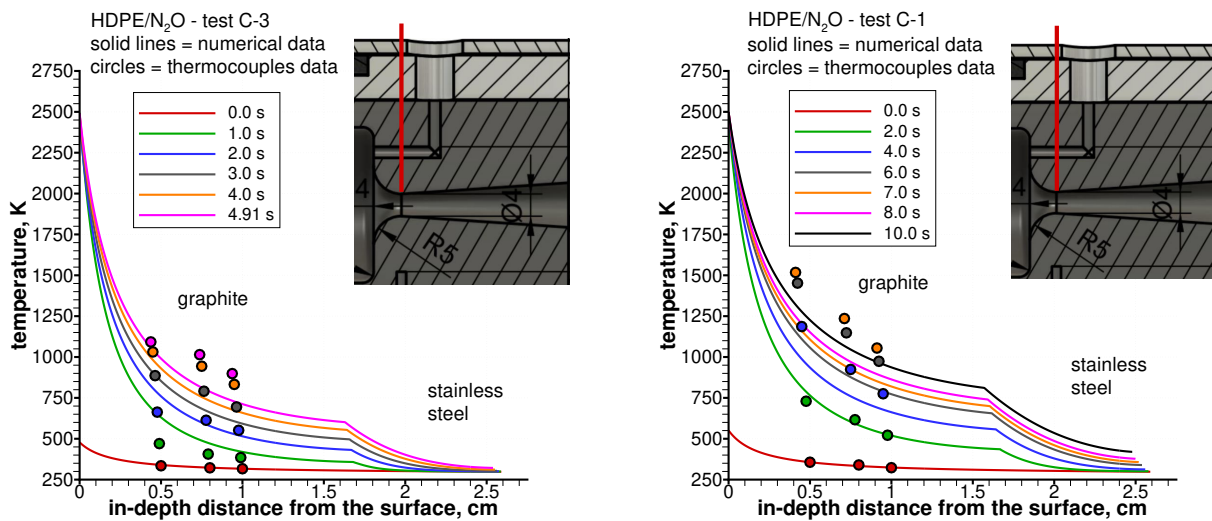 HDPE/N2O - test C-3
solid lines = numerical data
circles = thermocouples data
2750
2500
2250
2000
1750
1500
1250
1000
750
500
250
temperature, K
0.0 s
1.0 s
2.0 s
3.0 s
4.0 s
4.91 s
4
Ø4
R5
graphite
stainless
steel
0
0.5
1
1.5
2
2.5
in-depth distance from the surface, cm
HDPE/N2O - test C-1
solid lines = numerical data
circles = thermocouples data
2750
2500
2250
2000
1750
1500
1250
1000
750
500
250
temperature, K
0.0 s
2.0 s
4.0 s
6.0 s
7.0 s
8.0 s
10.0 s
4
Ø4
R5
graphite
stainless
steel
0
0.5
1
1.5
2
2.5
in-depth distance from the surface, cm